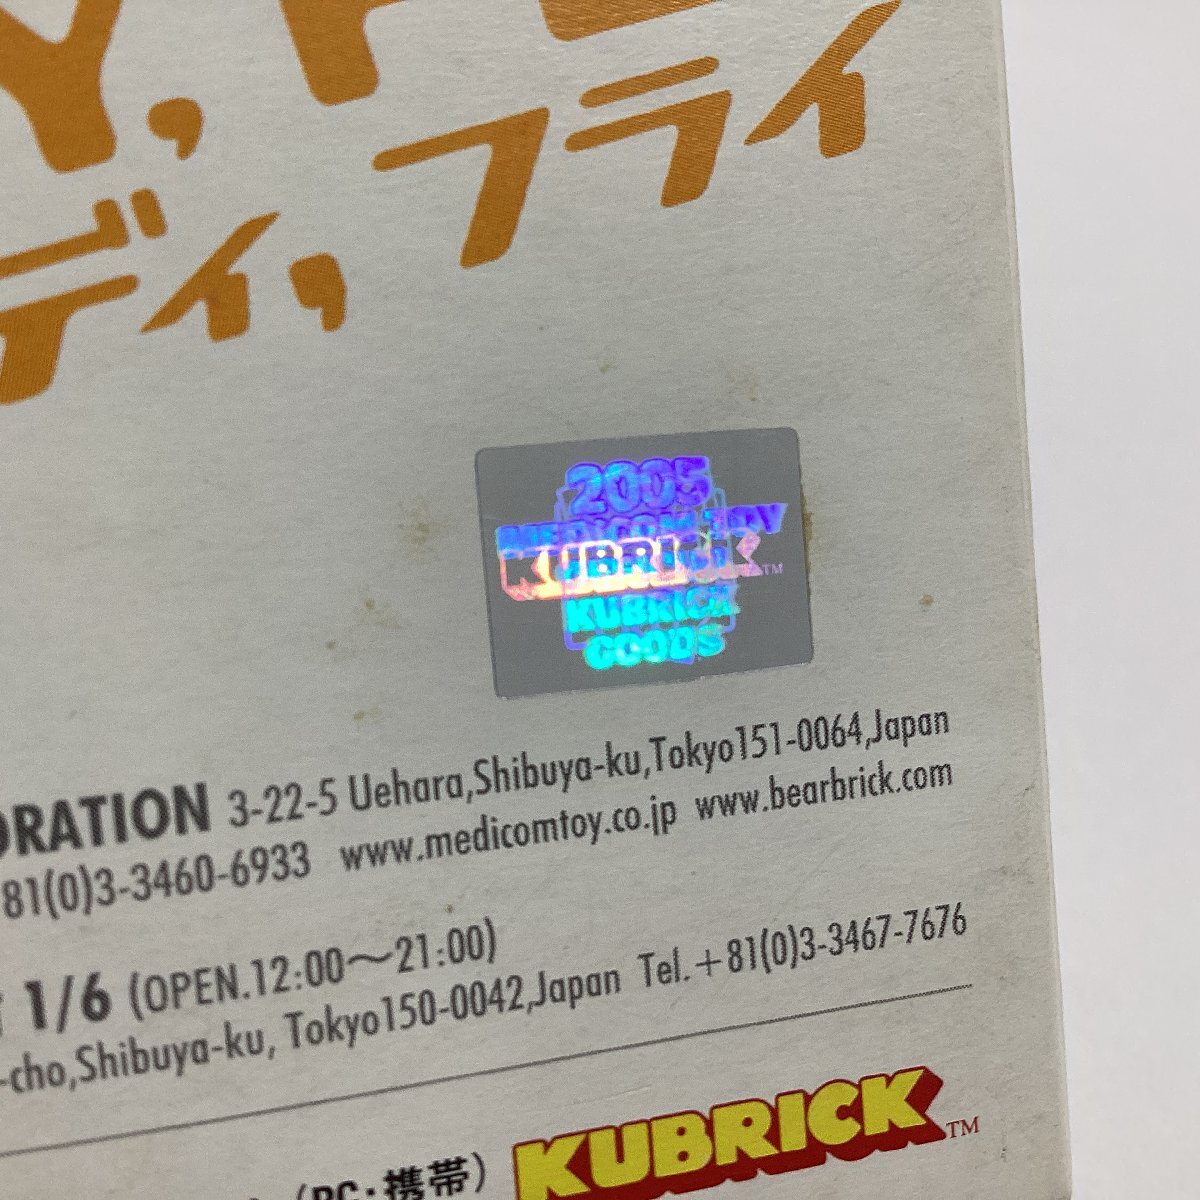 Y,
ディ, フライ
2005
MEDICOM TOY
KUBRICK™
KUBRICK
GOODS
ORATION 3-22-5 Uehara,Shibuya-ku,Tokyo151-0064,Japan
81(0)3-3460-6933 www.medicomtoy.co.jp www.bearbrick.com
1/6 (OPEN.12:00〜21:00)
-cho,Shibuya-ku, Tokyo150-0042,Japan Tel.+81(0)3-3467-7676
(PC・携帯) KUBRICK™